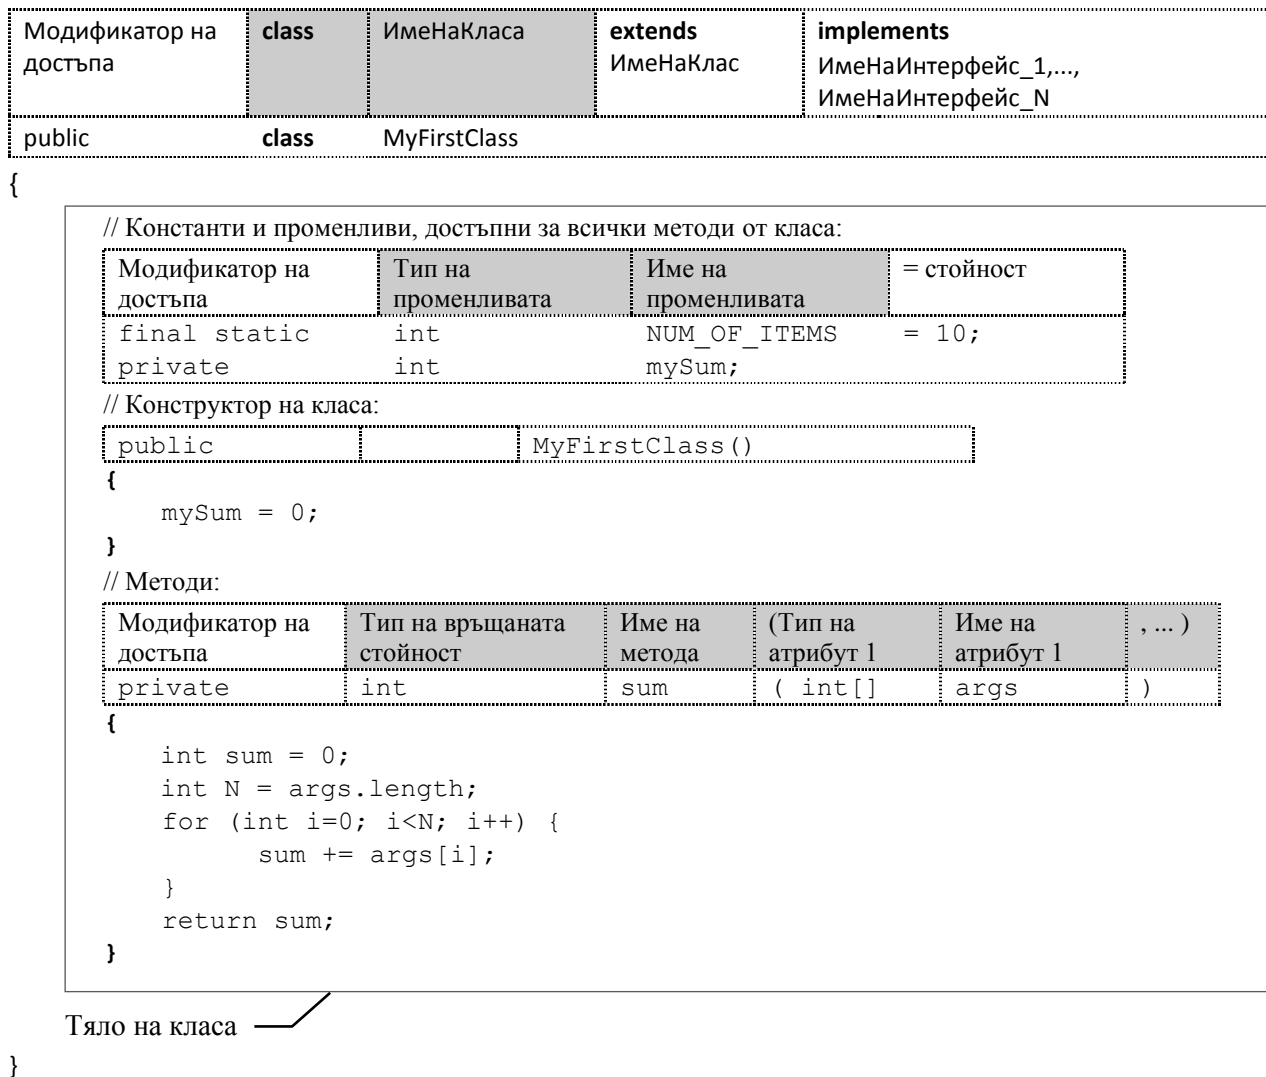 Модификатор на class ИмеНаКласа extends implements
достъпа ИмеНаКлас ИмеНаИнтерфейс_1,...,
ИмеНаИнтерфейс_N
public class MyFirstClass
{
// Константи и променливи, достъпни за всички методи от класа:
Модификатор на Тип на Име на = стойност
достъпа променливата променливата
final static int NUM_OF_ITEMS = 10;
private int mySum;
// Конструктор на класа:
public MyFirstClass()
{
mySum = 0;
}
// Методи:
Модификатор на Тип на връщаната Име на (Тип на Име на , ... )
достъпа стойност метода атрибут 1 атрибут 1
private int sum ( int[] args )
{
int sum = 0;
int N = args.length;
for (int i=0; i<N; i++) {
sum += args[i];
}
return sum;
}
Тяло на класа
}